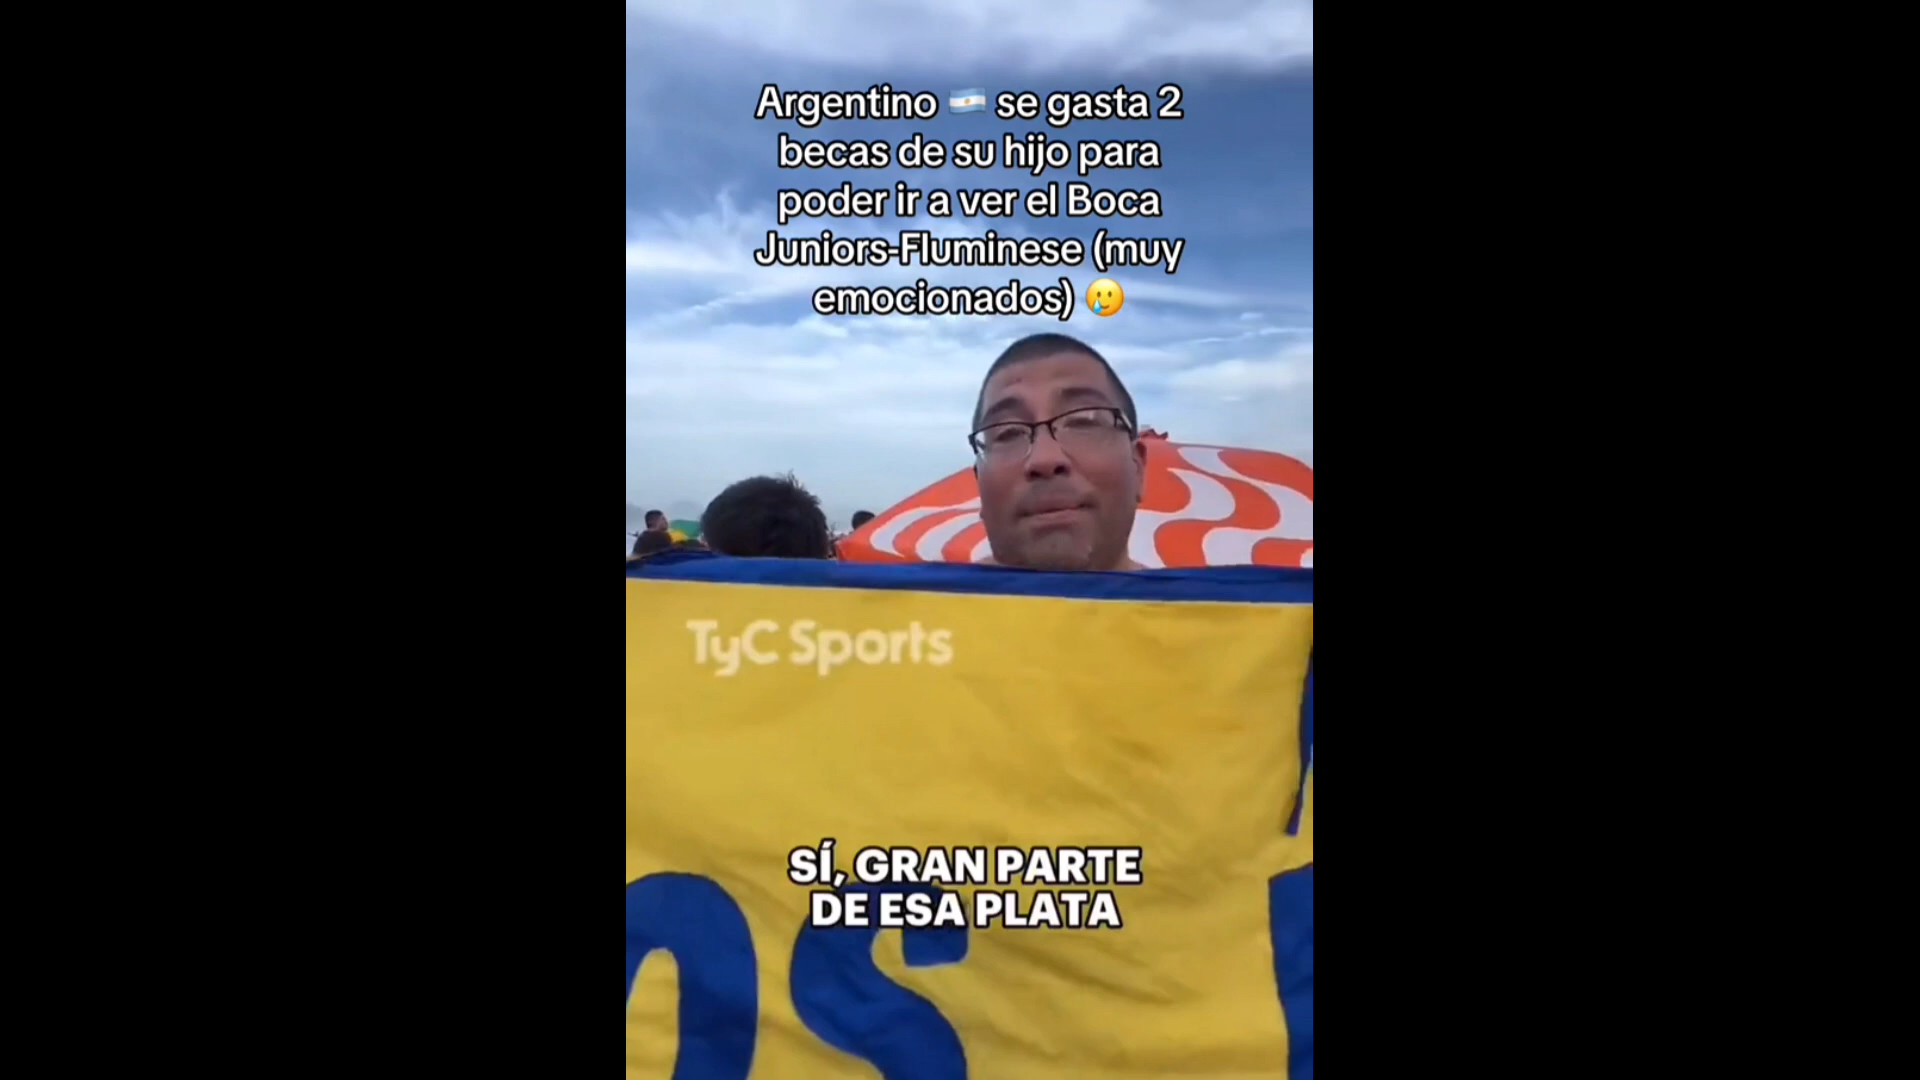 Argentino 🇦🇷 se gasta 2
becas de su hijo para
poder ir a ver el Boca
Juniors-Fluminese (muy
emocionados) 🥲
TyC Sports
SÍ, GRAN PARTE
DE ESA PLATA
OS